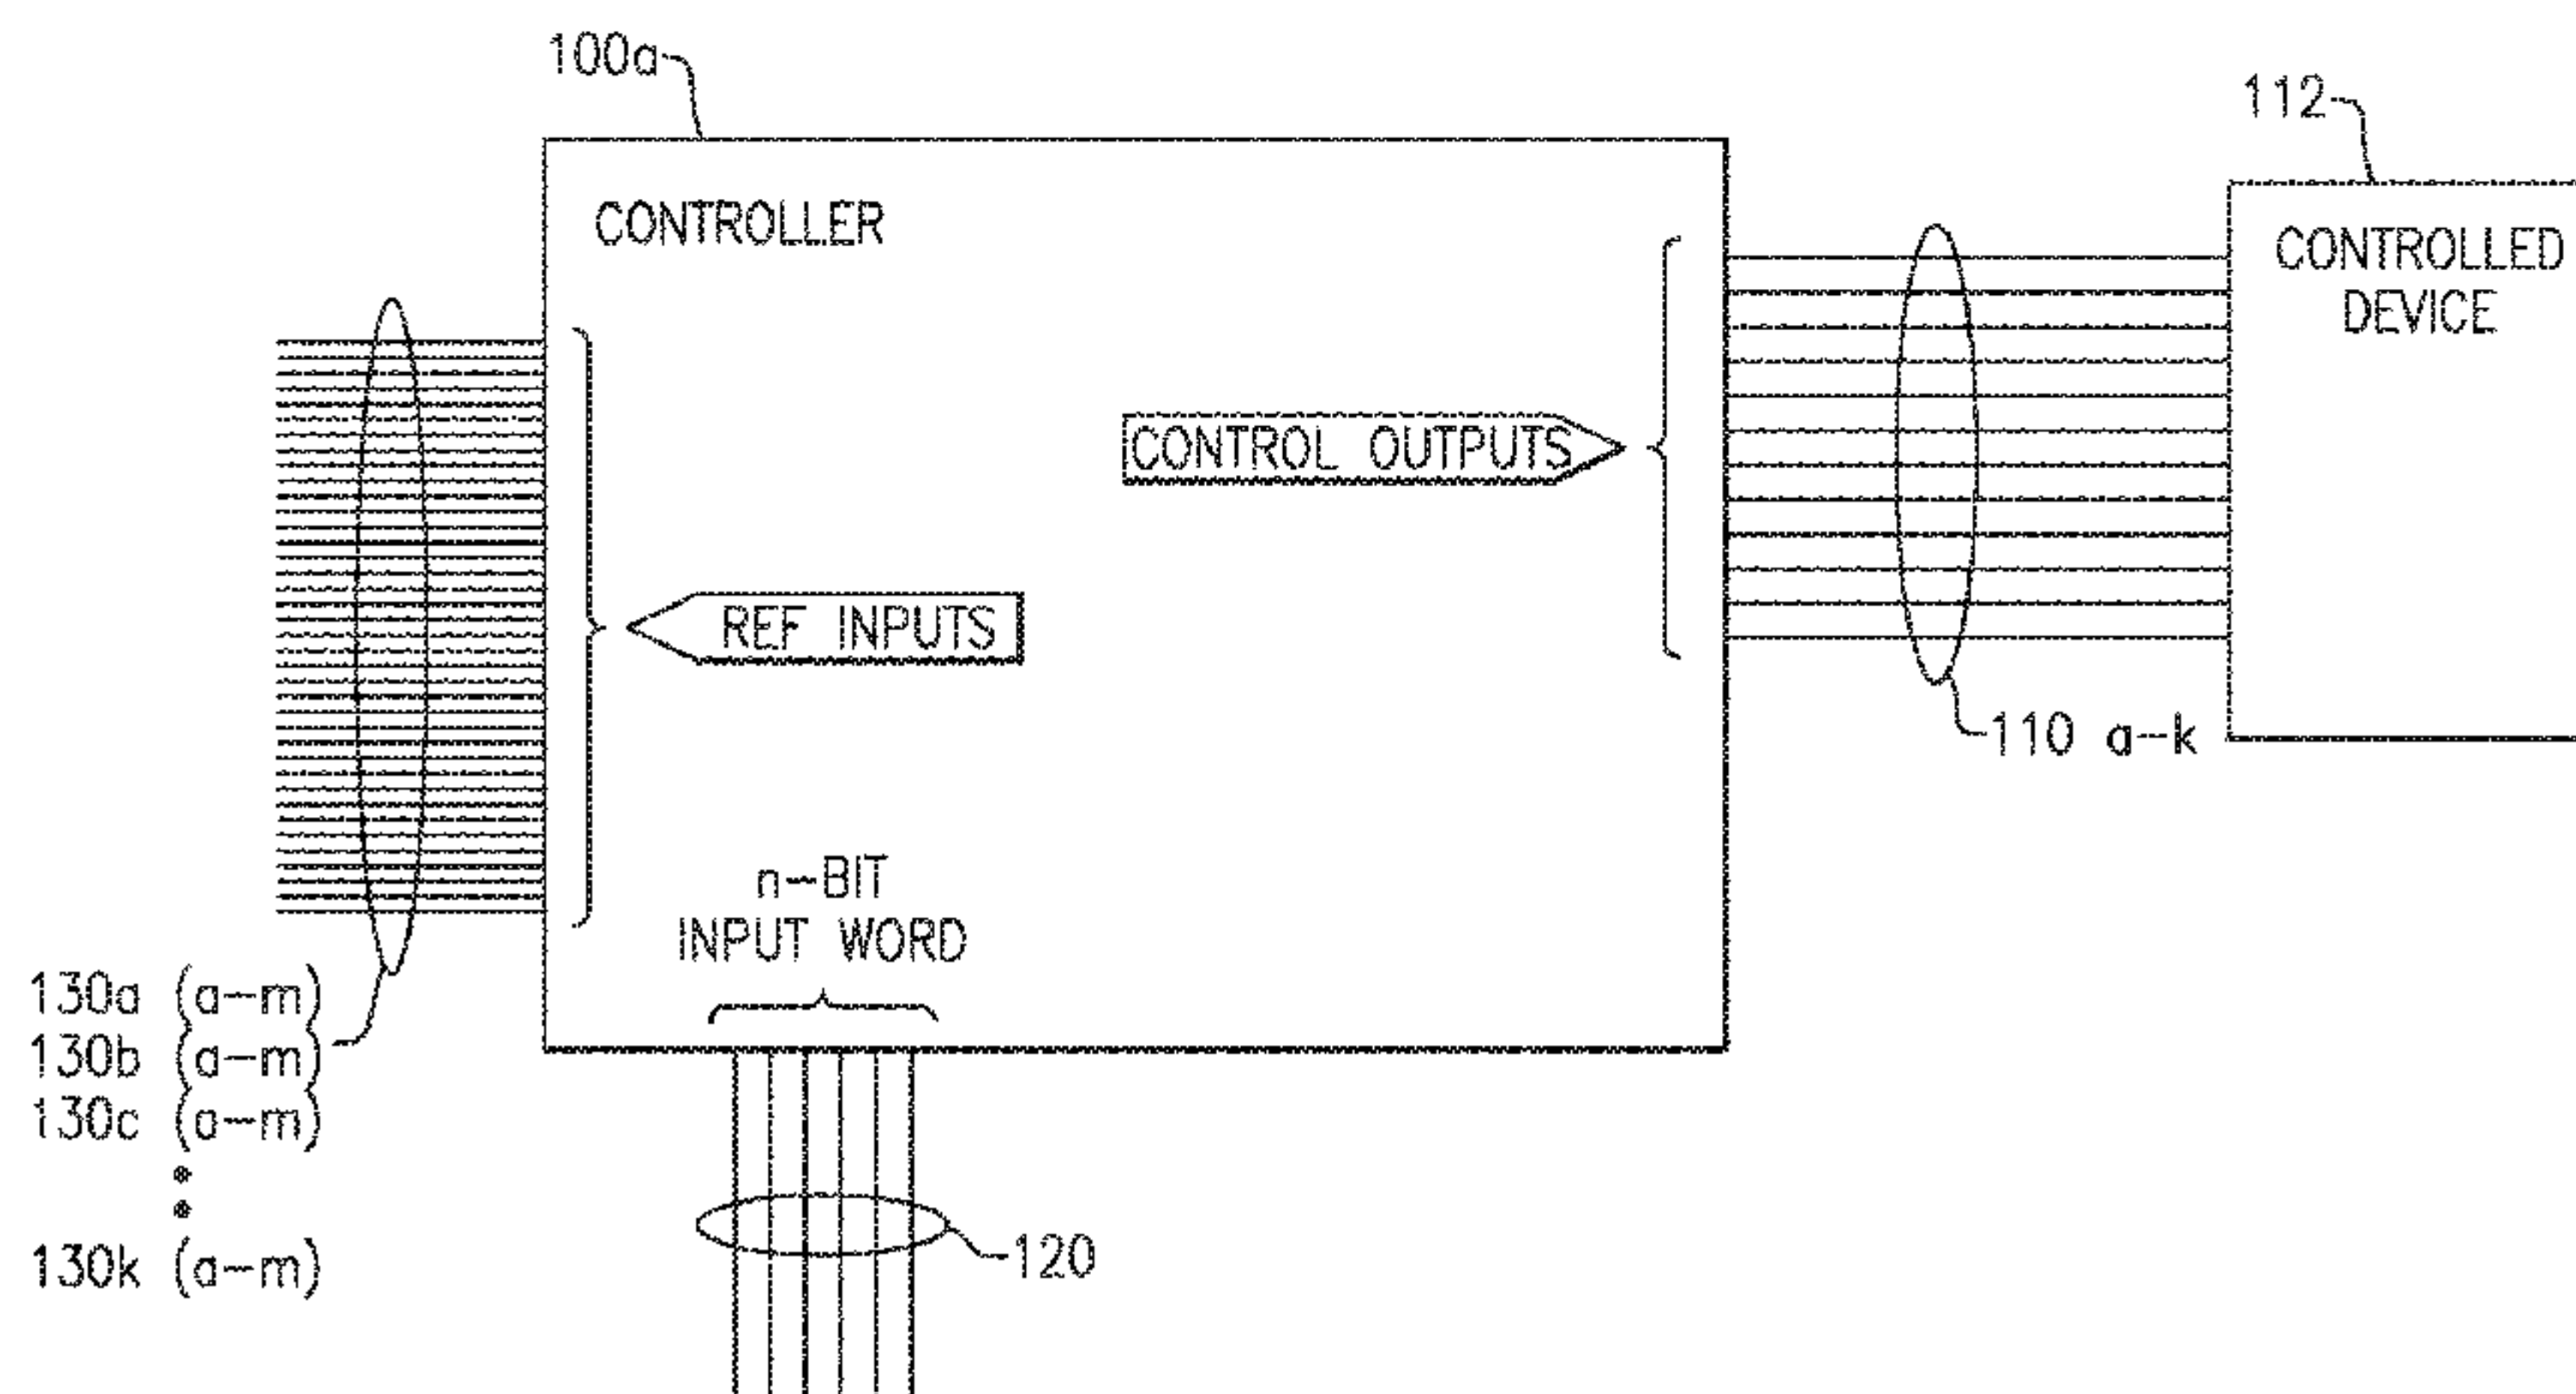 100a
112
CONTROLLER
CONTROLLED
DEVICE
CONTROL OUTPUTS
REF INPUTS
110 a-k
n-BIT
INPUT WORD
130a (a-m)
130b (a-m)
130c (a-m)
130k (a-m)
120